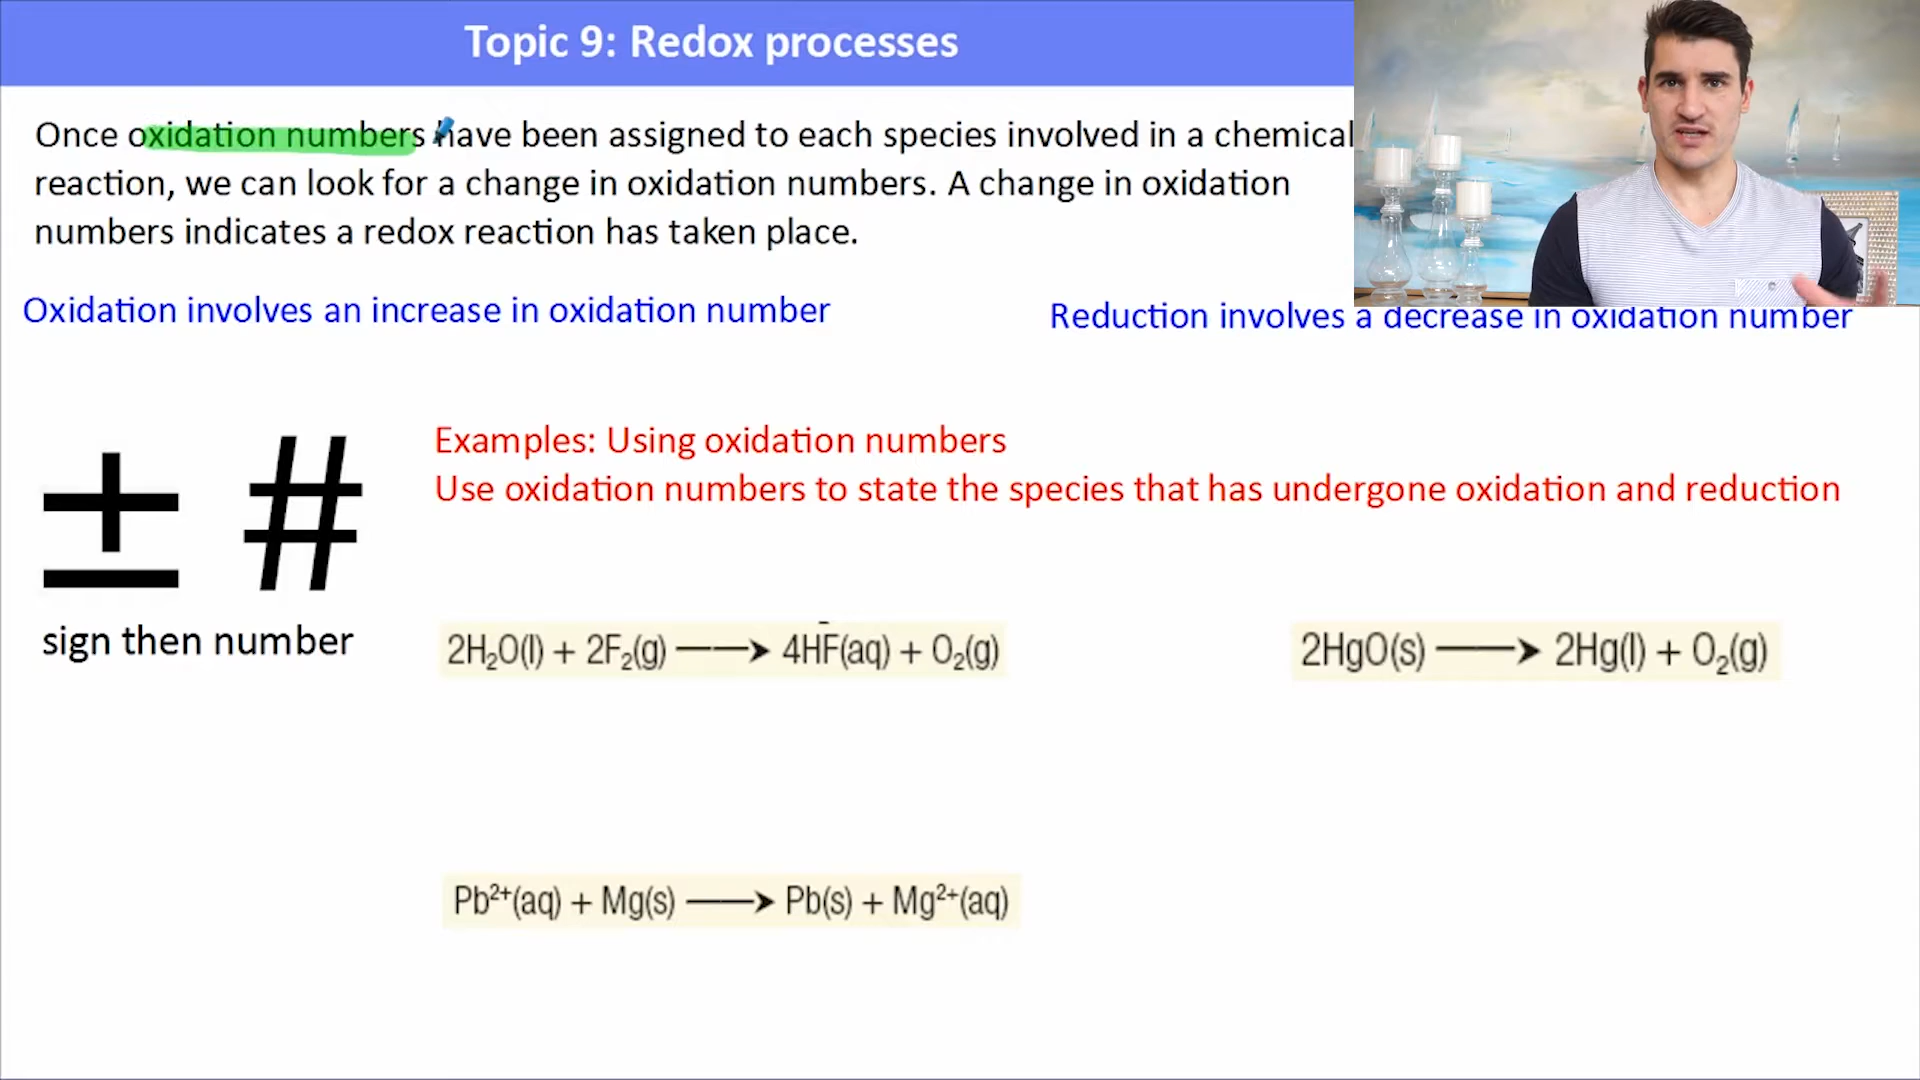 Topic 9: Redox processes
Once oxidation numbers have been assigned to each species involved in a chemical
reaction, we can look for a change in oxidation numbers. A change in oxidation
numbers indicates a redox reaction has taken place.
Oxidation involves an increase in oxidation number
Reduction involves a decrease in oxidation number
± #
sign then number
Examples: Using oxidation numbers
Use oxidation numbers to state the species that has undergone oxidation and reduction
2H₂O(l) + 2F₂(g) ⟶ 4HF(aq) + O₂(g)
2HgO(s) ⟶ 2Hg(l) + O₂(g)
Pb²⁺(aq) + Mg(s) ⟶ Pb(s) + Mg²⁺(aq)